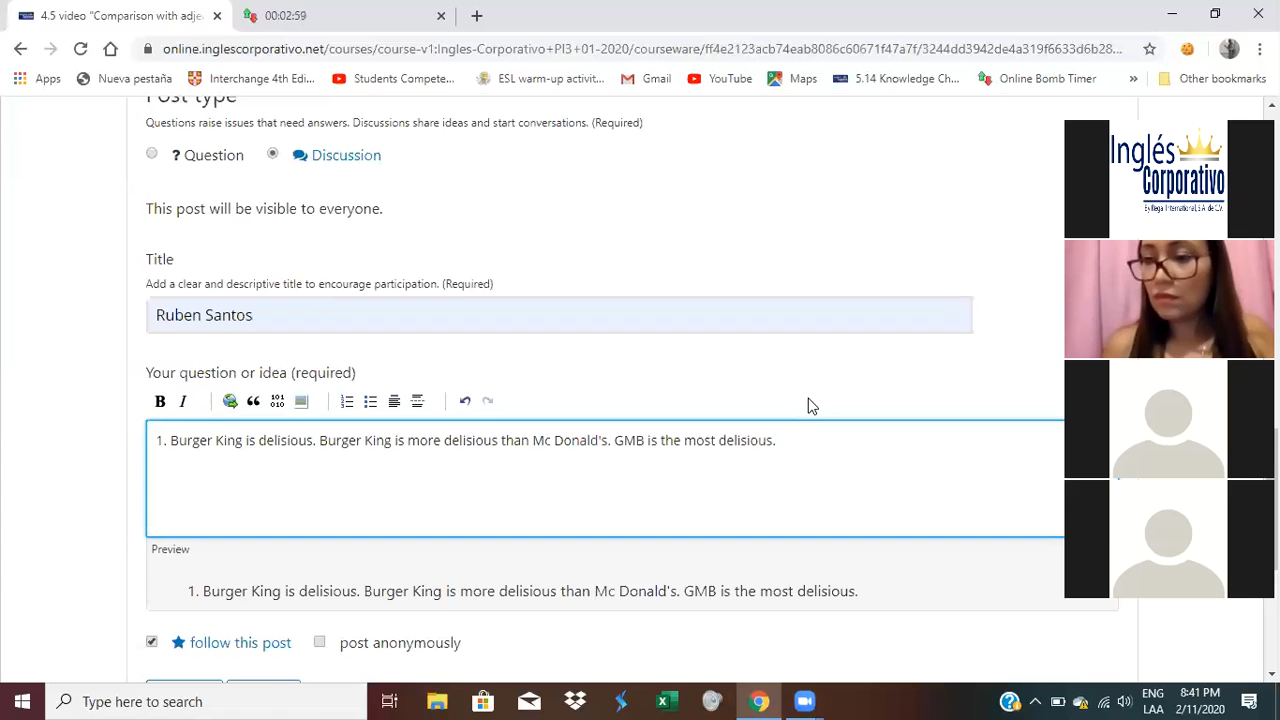 4.5 video "Comparison with adje
00:02:59
online.inglescorporativo.net/courses/course-v1:Ingles-Corporativo+PI3+01-2020/courseware/ff4e2123acb74eab8086c60671f47a7f/3244dd3942de4a319f6633d6b28...
Apps Nueva pestaña Interchange 4th Edi... Students Compete... ESL warm-up activit... Gmail YouTube Maps 5.14 Knowledge Ch... Online Bomb Timer » Other bookmarks
Post type
Questions raise issues that need answers. Discussions share ideas and start conversations. (Required)
? Question Discussion
Inglés
Corporativo
This post will be visible to everyone.
Title
Add a clear and descriptive title to encourage participation. (Required)
Ruben Santos
Your question or idea (required)
B I
1. Burger King is delisious. Burger King is more delisious than Mc Donald's. GMB is the most delisious.
Preview
1. Burger King is delisious. Burger King is more delisious than Mc Donald's. GMB is the most delisious.
follow this post post anonymously
Type here to search
ENG
LAA
8:41 PM
2/11/2020